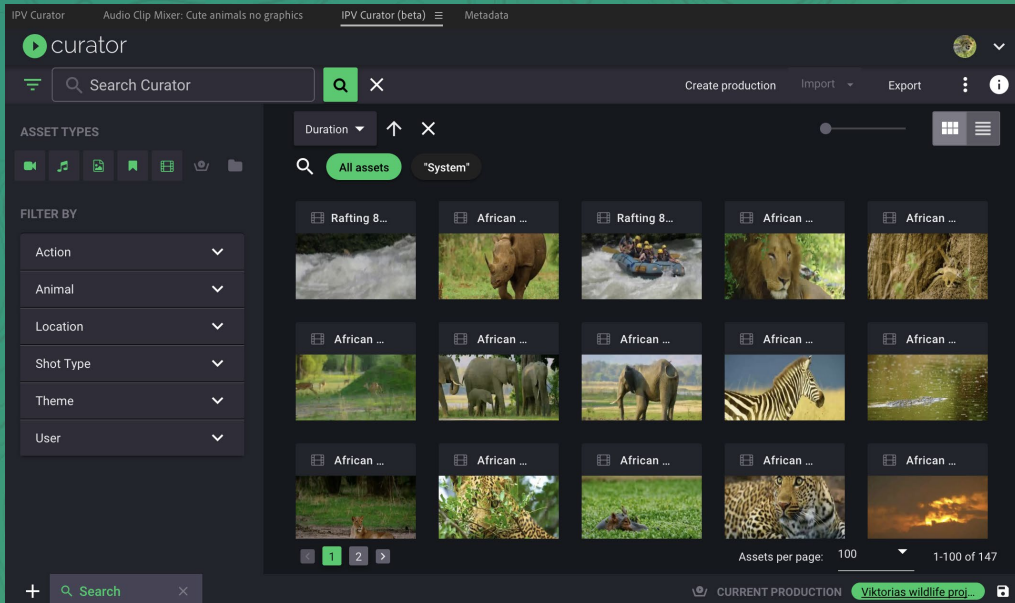 IPV Curator Audio Clip Mixer: Cute animals no graphics IPV Curator (beta) Metadata
curator
Search Curator Create production Import Export
ASSET TYPES
Duration
All assets "System"
FILTER BY
Action
Animal
Location
Shot Type
Theme
User
Rafting 8... African ... Rafting 8... African ... African ...
African ... African ... African ... African ... African ...
African ... African ... African ... African ... African ...
1 2 Assets per page: 100 1-100 of 147
Search CURRENT PRODUCTION Viktorias wildlife proj...